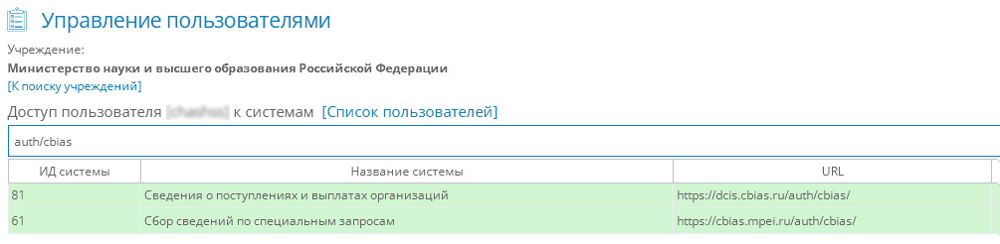 Управление пользователями
Учреждение:
Министерство науки и высшего образования Российской Федерации
[К поиску учреждений]
Доступ пользователя к системам [Список пользователей]
auth/cbias
ИД системы Название системы URL
81 Сведения о поступлениях и выплатах организаций https://dcis.cbias.ru/auth/cbias/
61 Сбор сведений по специальным запросам https://cbias.mpei.ru/auth/cbias/